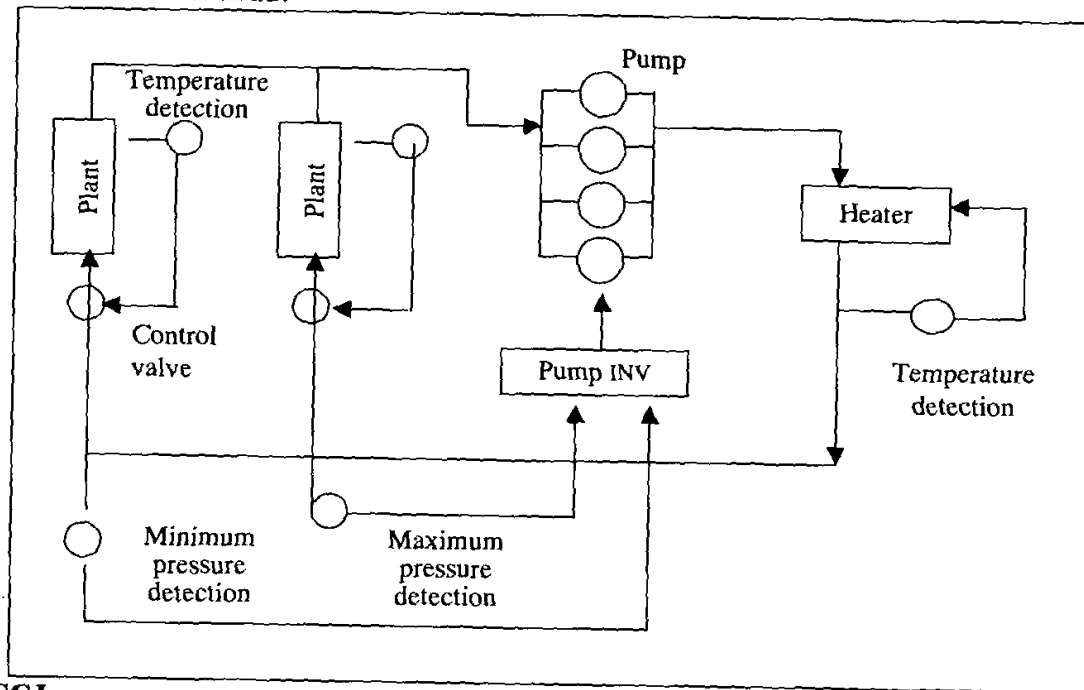 Pump
Temperature
detection
Plant
Plant
Heater
Control
valve
Pump INV
Temperature
detection
Minimum
pressure
detection
Maximum
pressure
detection